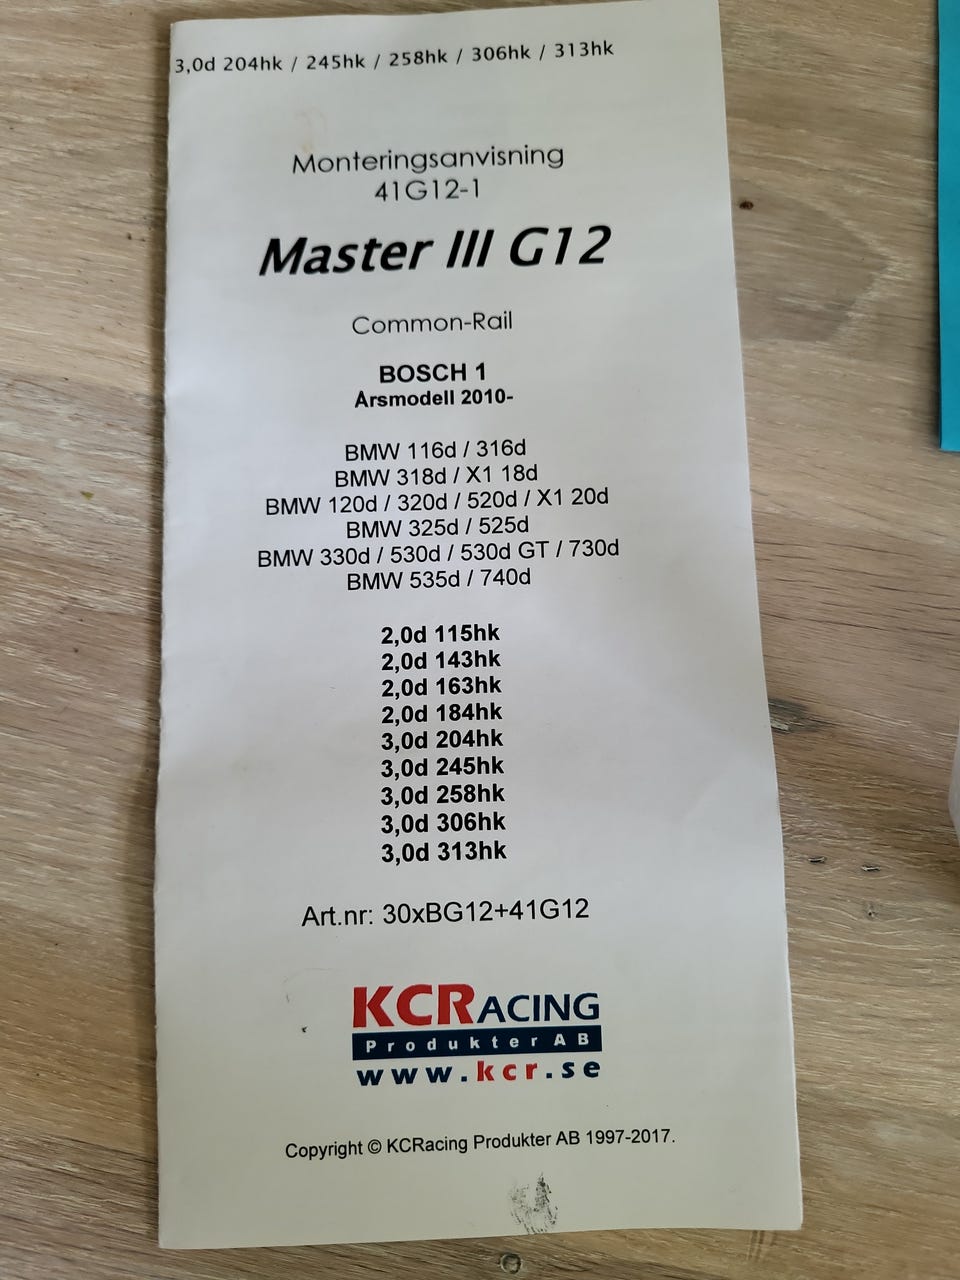 3,0d 204hk / 245hk / 258hk / 306hk / 313hk
Monteringsanvisning
41G12-1
Master III G12
Common-Rail
BOSCH 1
Årsmodell 2010-
BMW 116d / 316d
BMW 318d / X1 18d
BMW 120d / 320d / 520d / X1 20d
BMW 325d / 525d
BMW 330d / 530d / 530d GT / 730d
BMW 535d / 740d
2,0d 115hk
2,0d 143hk
2,0d 163hk
2,0d 184hk
3,0d 204hk
3,0d 245hk
3,0d 258hk
3,0d 306hk
3,0d 313hk
Art.nr: 30xBG12+41G12
KCRACING
Produkter AB
www.kcr.se
Copyright © KCRacing Produkter AB 1997-2017.